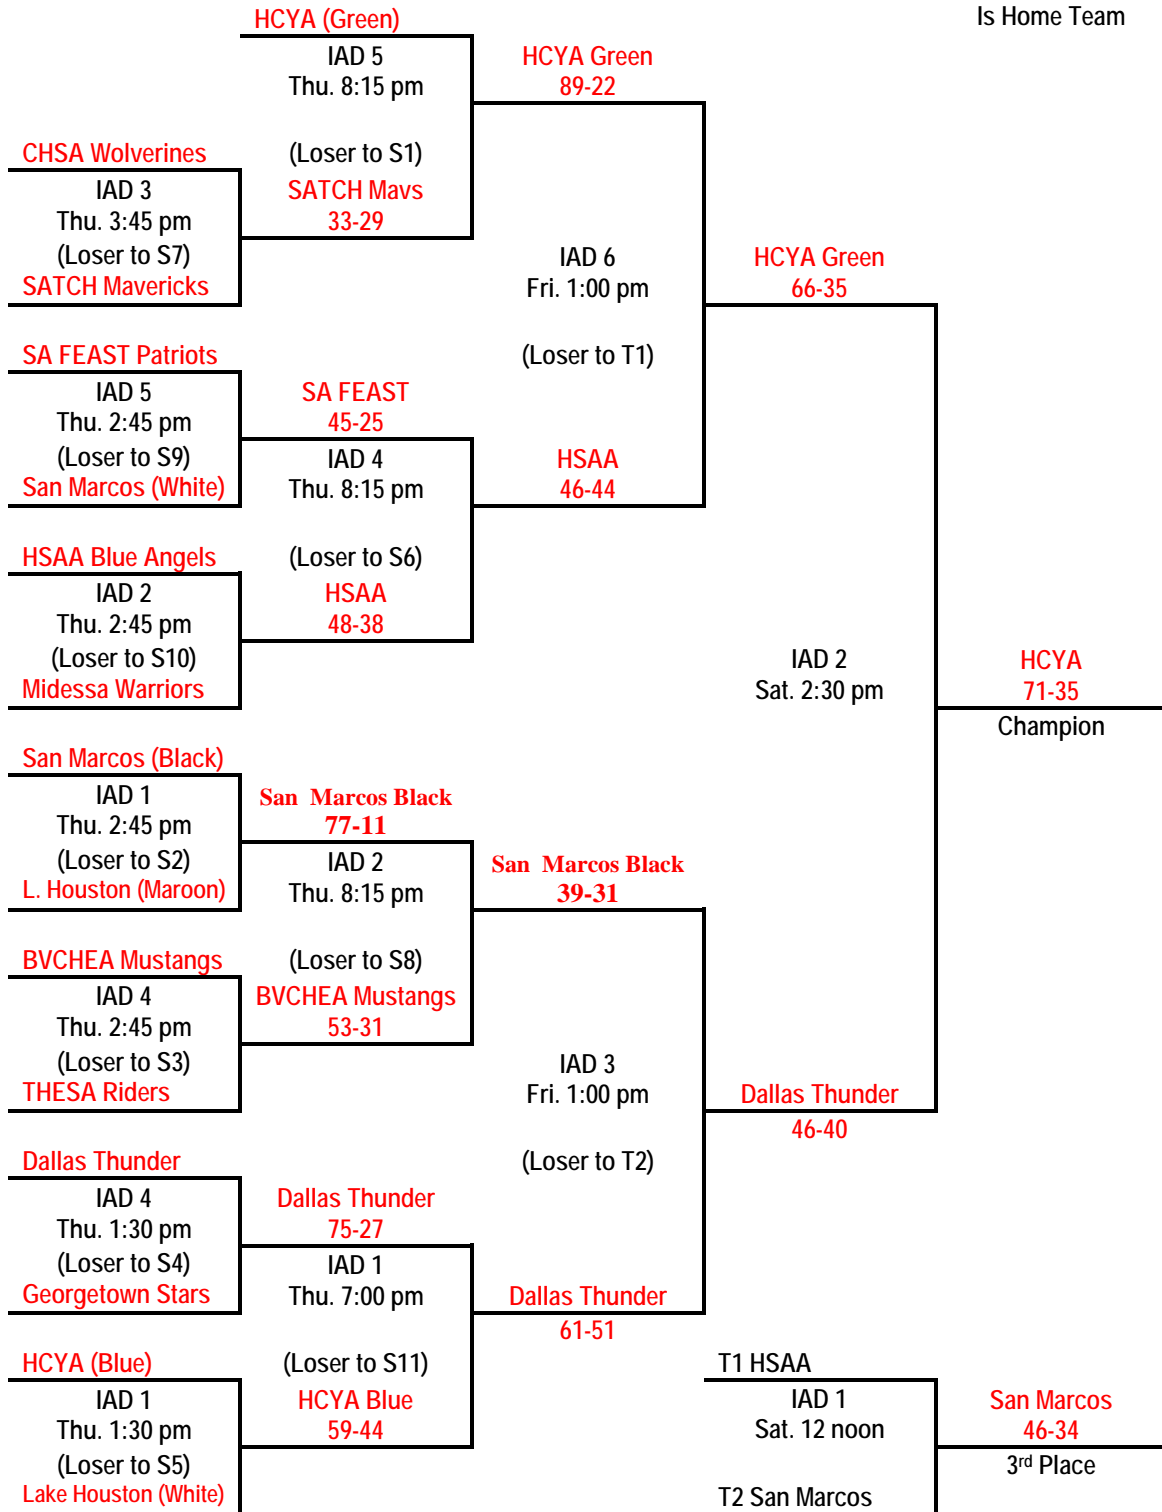 HCYA (Green)
Is Home Team
IAD 5
Thu. 8:15 pm
HCYA Green
89-22
(Loser to S1)
CHSA Wolverines
IAD 3
Thu. 3:45 pm
(Loser to S7)
SATCH Mavericks
SATCH Mavs
33-29
IAD 6
Fri. 1:00 pm
(Loser to T1)
HCYA Green
66-35
SA FEAST Patriots
IAD 5
Thu. 2:45 pm
(Loser to S9)
San Marcos (White)
SA FEAST
45-25
IAD 4
Thu. 8:15 pm
(Loser to S6)
HSAA
46-44
HSAA Blue Angels
IAD 2
Thu. 2:45 pm
(Loser to S10)
Midessa Warriors
HSAA
48-38
IAD 2
Sat. 2:30 pm
HCYA
71-35
Champion
San Marcos (Black)
IAD 1
Thu. 2:45 pm
(Loser to S2)
L. Houston (Maroon)
San Marcos Black
77-11
IAD 2
Thu. 8:15 pm
(Loser to S8)
San Marcos Black
39-31
BVCHEA Mustangs
IAD 4
Thu. 2:45 pm
(Loser to S3)
THESA Riders
BVCHEA Mustangs
53-31
IAD 3
Fri. 1:00 pm
(Loser to T2)
Dallas Thunder
46-40
Dallas Thunder
IAD 4
Thu. 1:30 pm
(Loser to S4)
Georgetown Stars
Dallas Thunder
75-27
IAD 1
Thu. 7:00 pm
(Loser to S11)
Dallas Thunder
61-51
HCYA (Blue)
IAD 1
Thu. 1:30 pm
(Loser to S5)
Lake Houston (White)
HCYA Blue
59-44
T1 HSAA
IAD 1
Sat. 12 noon
T2 San Marcos
San Marcos
46-34
3rd Place